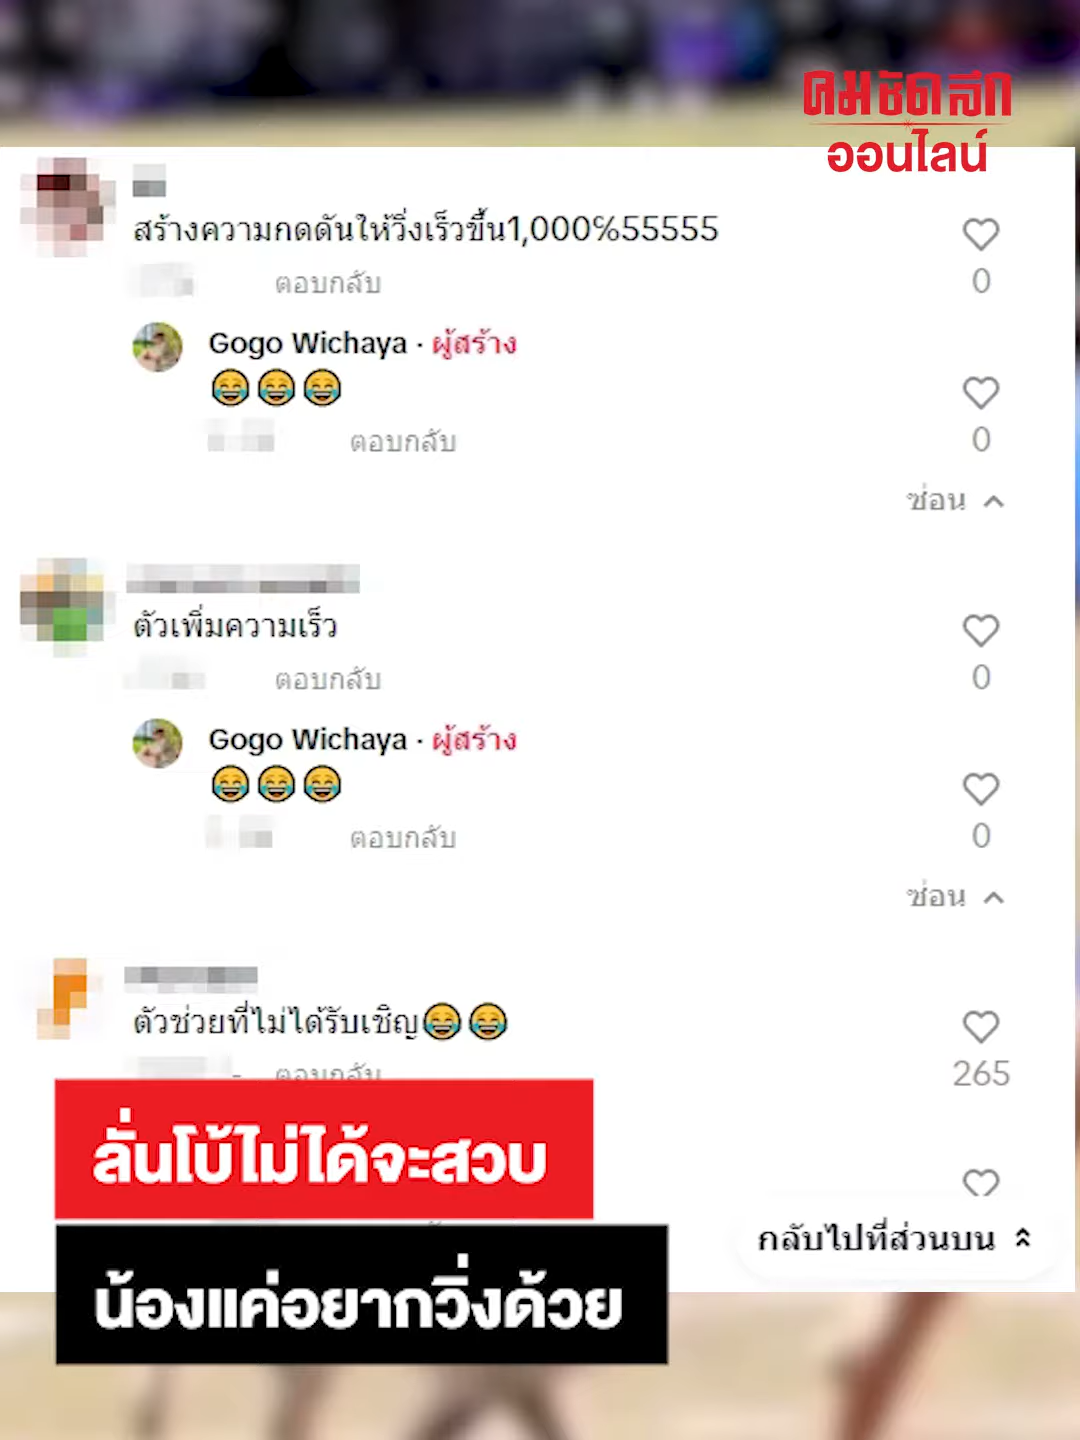 คมชัดลึก
ออนไลน์
สร้างความกดดันให้วิ่งเร็วขึ้น1,000%55555
ตอบกลับ
0
Gogo Wichaya · ผู้สร้าง
😂😂😂
ตอบกลับ
0
ซ่อน
ตัวเพิ่มความเร็ว
ตอบกลับ
0
Gogo Wichaya · ผู้สร้าง
😂😂😂
ตอบกลับ
0
ซ่อน
ตัวช่วยที่ไม่ได้รับเชิญ😂😂
ตอบกลับ
265
ลั่นโบ้ไม่ได้จะสวบ
กลับไปที่ส่วนบน
น้องแค่อยากวิ่งด้วย